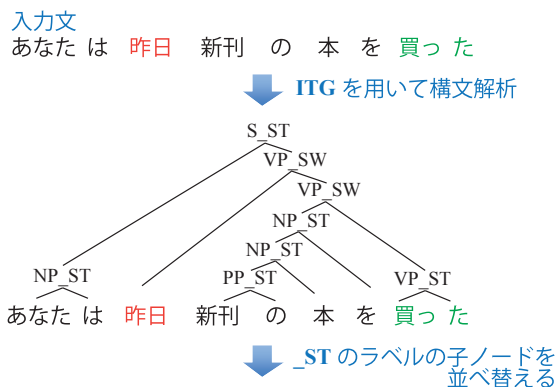 入力文
あなた は 昨日 新刊 の 本 を 買っ た
ITG を用いて構文解析
S_ST
VP_SW
VP_SW
NP_ST
NP_ST
NP_ST PP_ST VP_ST
あなた は 昨日 新刊 の 本 を 買っ た
_ST のラベルの子ノードを
並べ替える